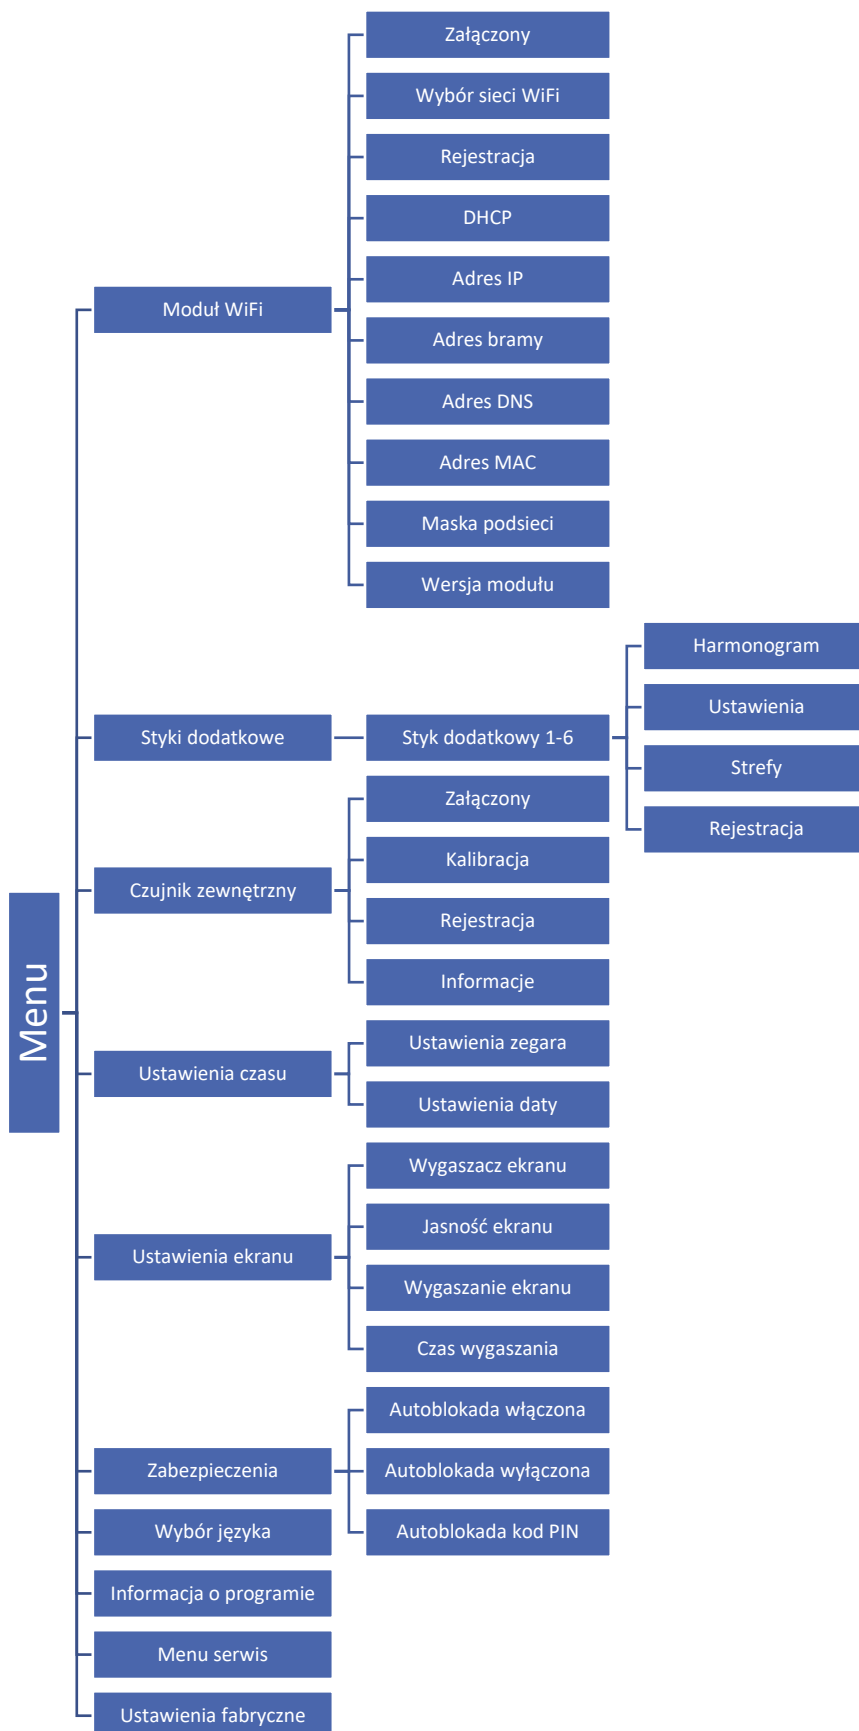 Menu
Moduł WiFi
Załączony
Wybór sieci WiFi
Rejestracja
DHCP
Adres IP
Adres bramy
Adres DNS
Adres MAC
Maska podsieci
Wersja modułu
Styki dodatkowe
Styk dodatkowy 1-6
Harmonogram
Ustawienia
Strefy
Rejestracja
Czujnik zewnętrzny
Załączony
Kalibracja
Rejestracja
Informacje
Ustawienia czasu
Ustawienia zegara
Ustawienia daty
Ustawienia ekranu
Wygaszacz ekranu
Jasność ekranu
Wygaszanie ekranu
Czas wygaszania
Zabezpieczenia
Autoblokada włączona
Autoblokada wyłączona
Autoblokada kod PIN
Wybór języka
Informacja o programie
Menu serwis
Ustawienia fabryczne